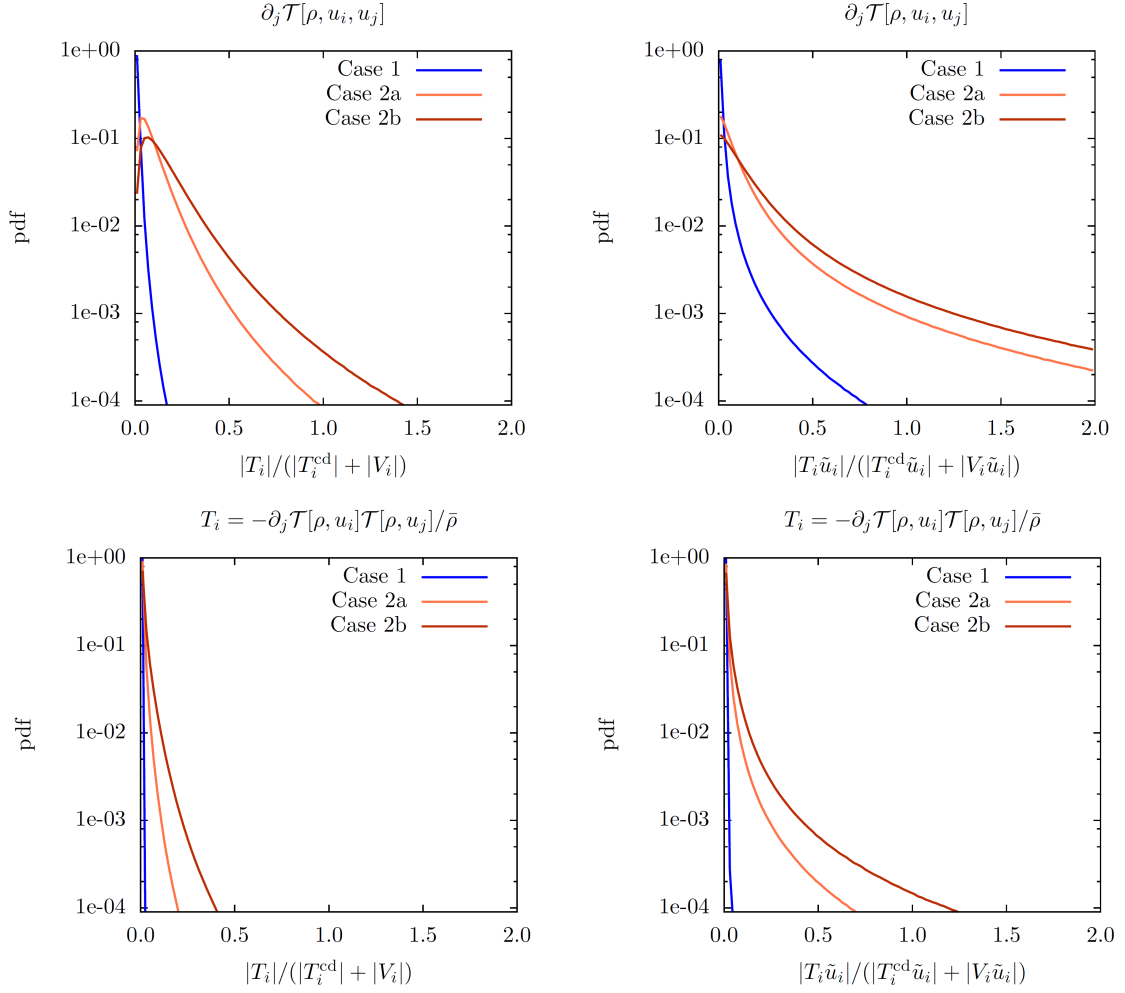 ∂_j 𝒯[ρ, u_i, u_j]
1e+00
1e-01
1e-02
1e-03
1e-04
pdf
Case 1
Case 2a
Case 2b
0.0 0.5 1.0 1.5 2.0
|T_i|/(|T_i^cd| + |V_i|)
∂_j 𝒯[ρ, u_i, u_j]
1e+00
1e-01
1e-02
1e-03
1e-04
pdf
Case 1
Case 2a
Case 2b
0.0 0.5 1.0 1.5 2.0
|T_i ũ_i|/(|T_i^cd ũ_i| + |V_i ũ_i|)
T_i = −∂_j 𝒯[ρ, u_i]𝒯[ρ, u_j]/ρ̄
1e+00
1e-01
1e-02
1e-03
1e-04
pdf
Case 1
Case 2a
Case 2b
0.0 0.5 1.0 1.5 2.0
|T_i|/(|T_i^cd| + |V_i|)
T_i = −∂_j 𝒯[ρ, u_i]𝒯[ρ, u_j]/ρ̄
1e+00
1e-01
1e-02
1e-03
1e-04
pdf
Case 1
Case 2a
Case 2b
0.0 0.5 1.0 1.5 2.0
|T_i ũ_i|/(|T_i^cd ũ_i| + |V_i ũ_i|)